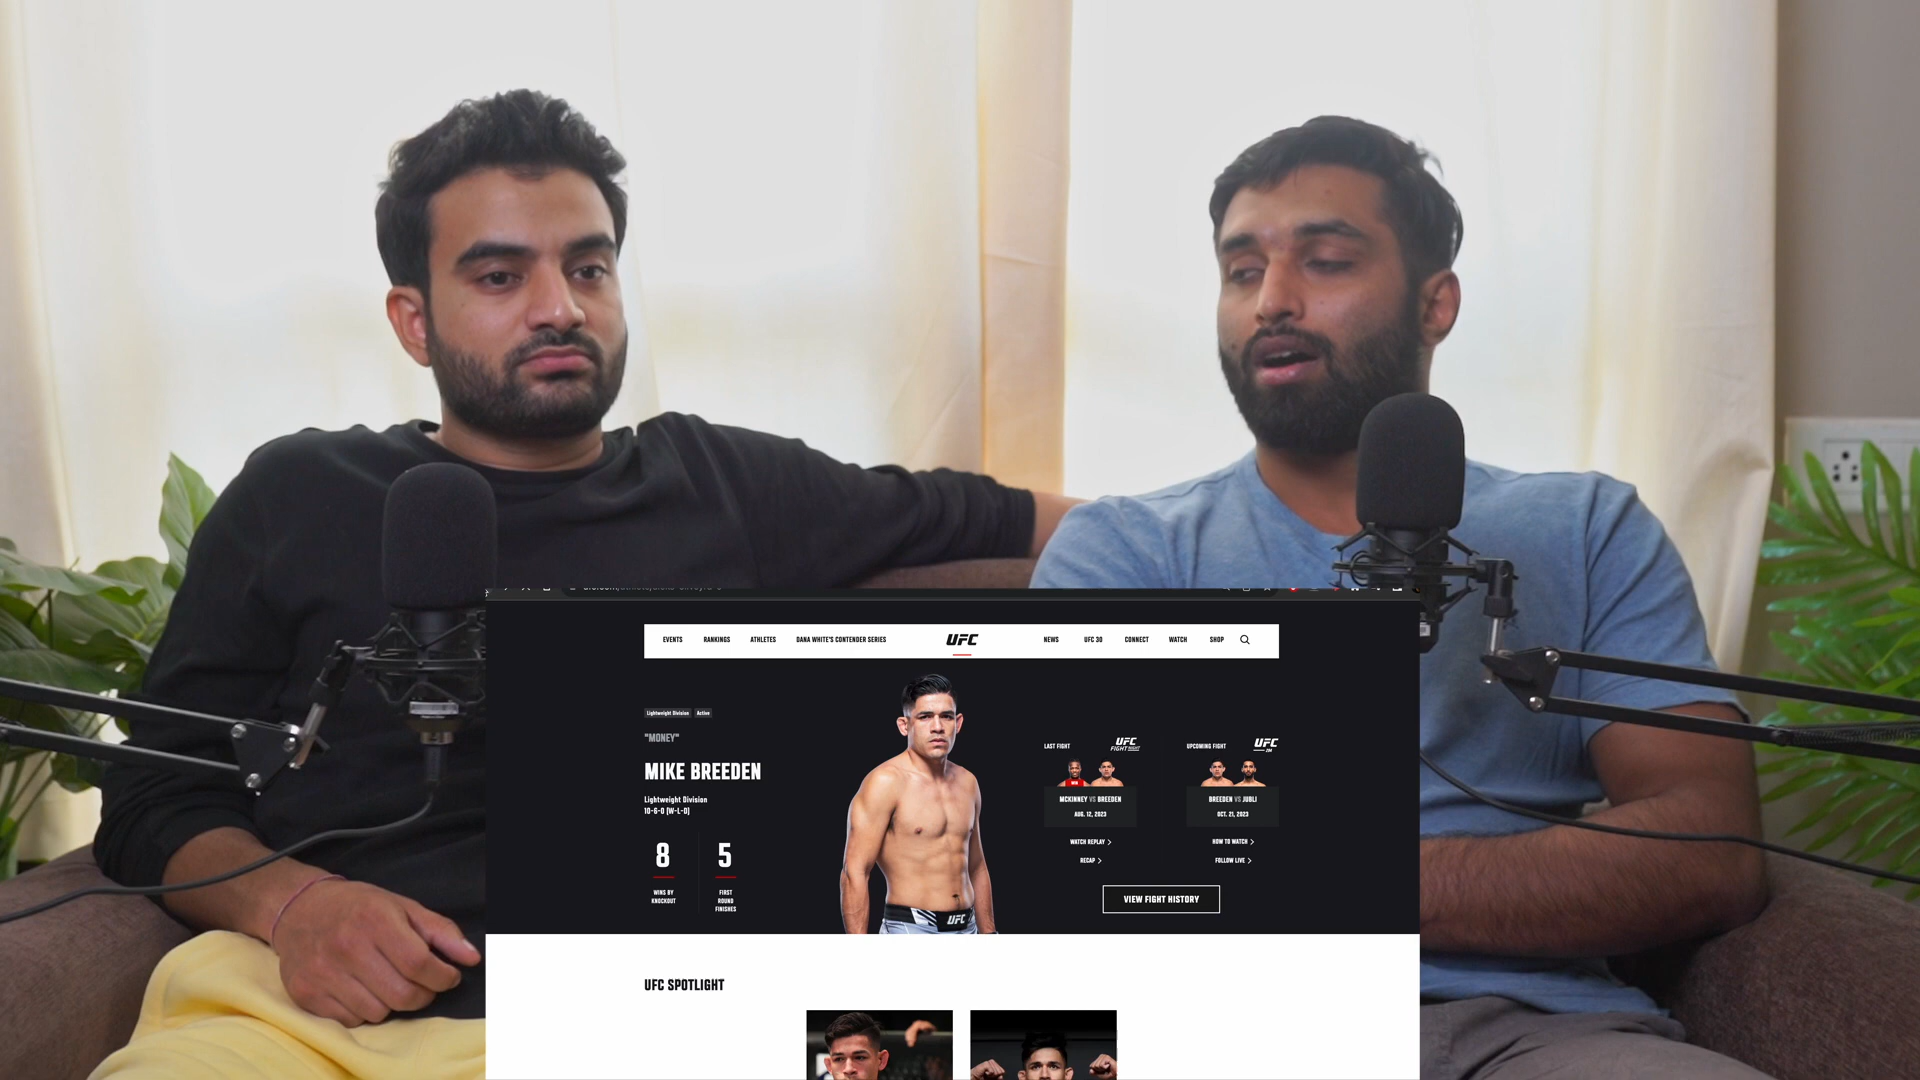 EVENTS RANKINGS ATHLETES DANA WHITE'S CONTENDER SERIES UFC NEWS UFC 30 CONNECT WATCH SHOP
Lightweight Division Active
"MONEY"
MIKE BREEDEN
Lightweight Division
10-6-0 (W-L-D)
8
WINS BY
KNOCKOUT
5
FIRST
ROUND
FINISHES
LAST FIGHT UFC
FIGHT NIGHT
MCKINNEY VS BREEDEN
AUG. 12, 2023
WATCH REPLAY
RECAP
UPCOMING FIGHT UFC
294
BREEDEN VS JUBLI
OCT. 21, 2023
HOW TO WATCH
FOLLOW LIVE
VIEW FIGHT HISTORY
UFC
UFC SPOTLIGHT